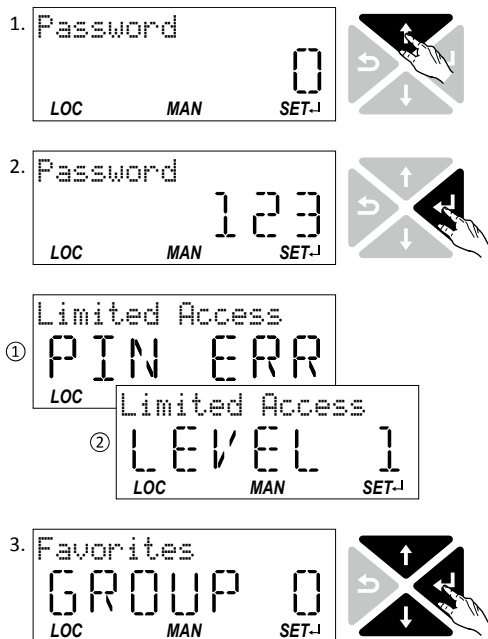 1.
Password
0
LOC MAN SET↵
2.
Password
123
LOC MAN SET↵
Limited Access
① PIN ERR
LOC
Limited Access
② LEVEL 1
LOC MAN SET↵
3.
Favorites
GROUP 0
LOC MAN SET↵